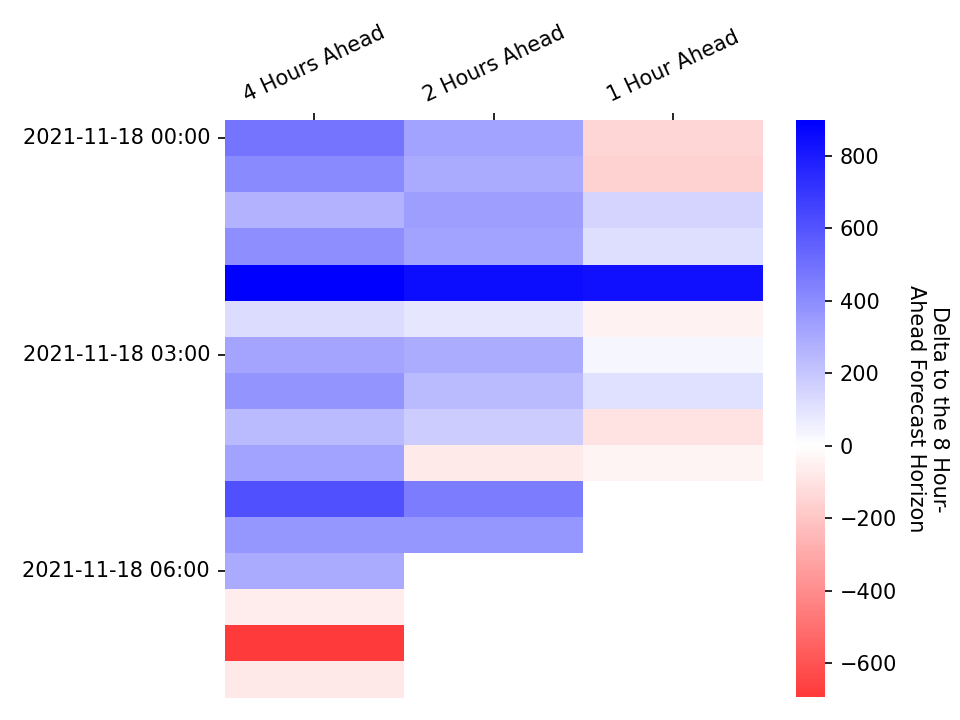 4 Hours Ahead
2 Hours Ahead
1 Hour Ahead
2021-11-18 00:00
2021-11-18 03:00
2021-11-18 06:00
800
600
400
200
0
−200
−400
−600
Delta to the 8 Hour-
Ahead Forecast Horizon